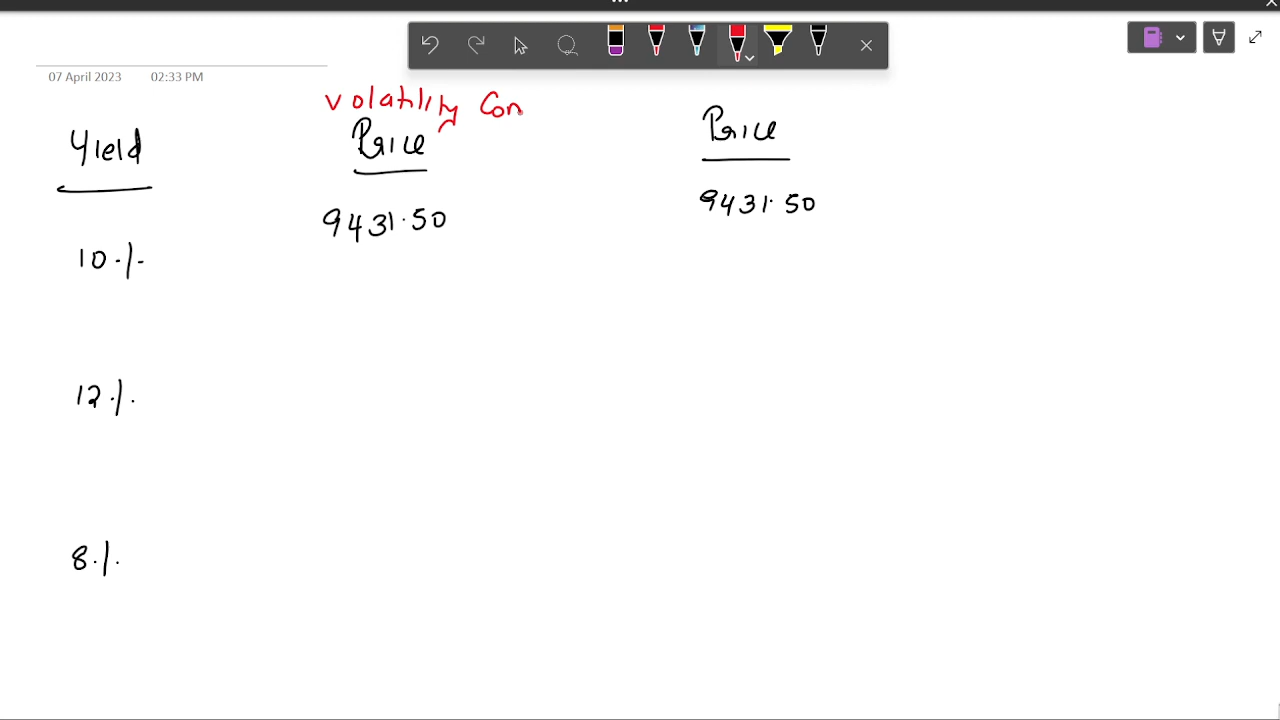 07 April 2023 02:33 PM
Volatility Con
Yield Price Price
9431.50 9431.50
10%
12%
8%